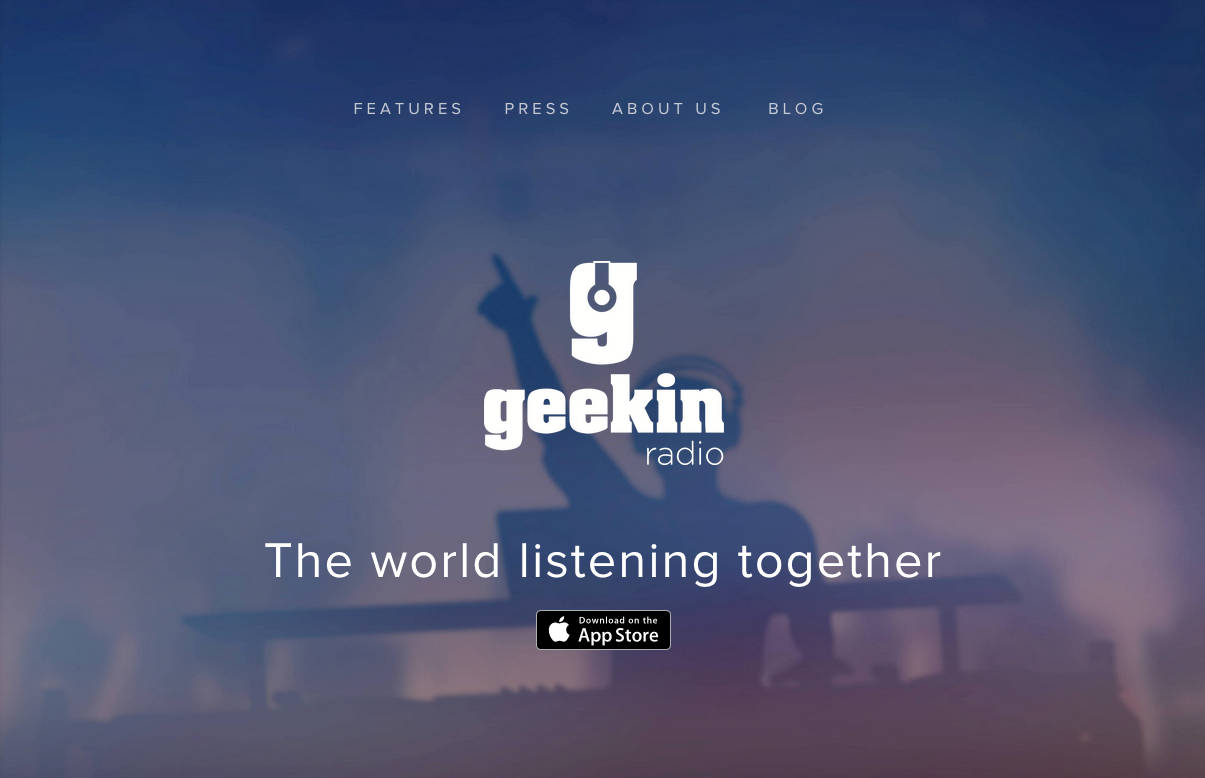 FEATURES PRESS ABOUT US BLOG
g
geekin
radio
The world listening together
Download on the
App Store